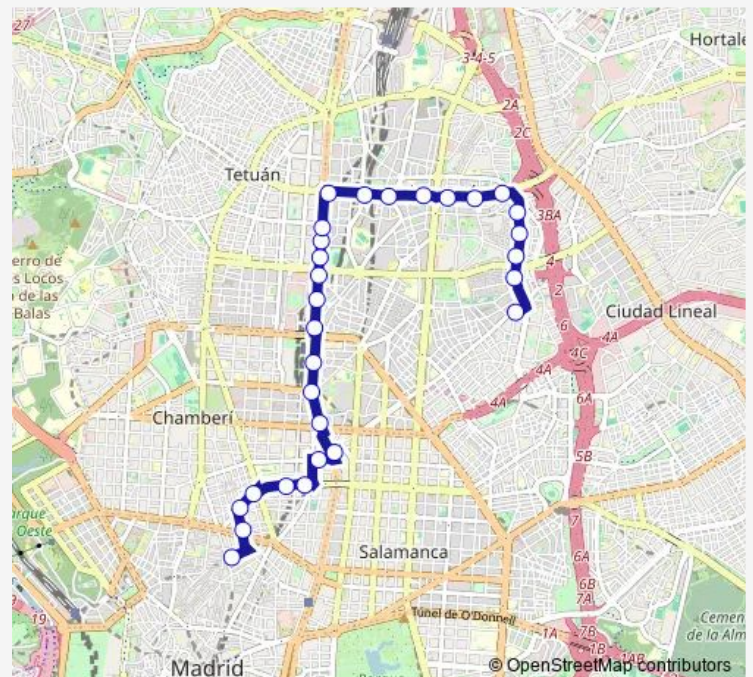 27
3-4-5
Hortale
2A
2C
Tetuán
3BA
erro de
s Locos
de las
Balas
4
2
Ciudad Lineal
6
4A
4C
4A
6A
4A
Chamberí
5B
arque
Oeste
7
Salamanca
6A
6B
7A
Túnel de O'Donnell
19
1A
7B
1B
1AB
Cemen
de la Alm
Madrid
© OpenStreetMap contributors